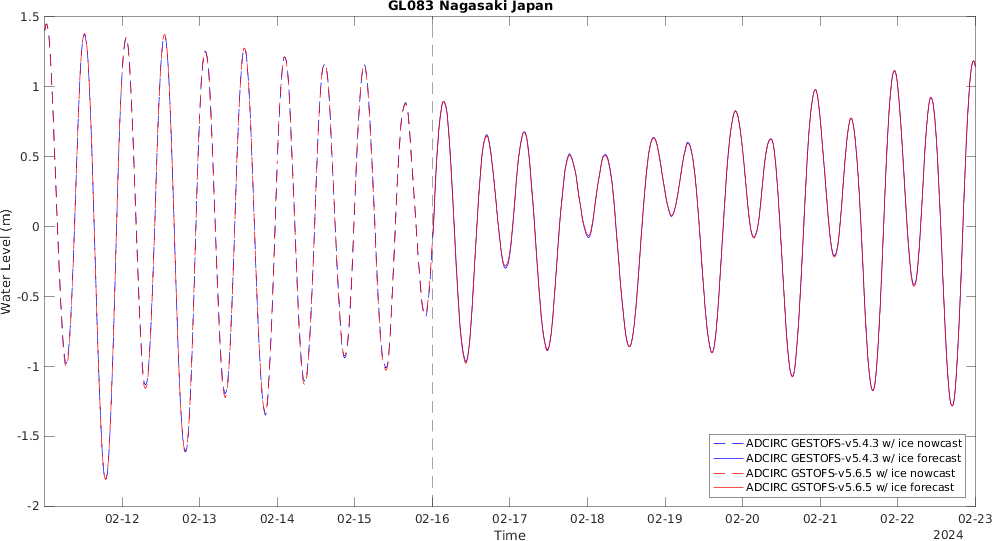 GL083 Nagasaki Japan
1.5
1
0.5
0
-0.5
-1
-1.5
-2
Water Level (m)
02-12 02-13 02-14 02-15 02-16 02-17 02-18 02-19 02-20 02-21 02-22 02-23
Time
2024
ADCIRC GESTOFS-v5.4.3 w/ ice nowcast
ADCIRC GESTOFS-v5.4.3 w/ ice forecast
ADCIRC GSTOFS-v5.6.5 w/ ice nowcast
ADCIRC GSTOFS-v5.6.5 w/ ice forecast